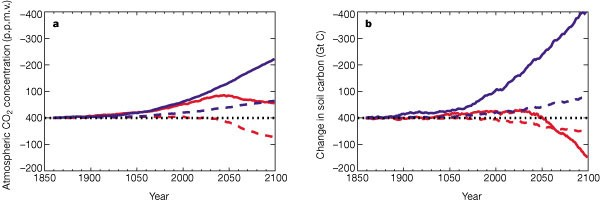 Atmospheric CO₂ concentration (p.p.m.v.)
–400
–300
–200
100
400
–100
–200
a
1850 1900 1950 2000 2050 2100
Year
Change in soil carbon (Gt C)
–400
–300
–200
100
400
–100
–200
b
1850 1900 1050 2000 2050 2100
Year